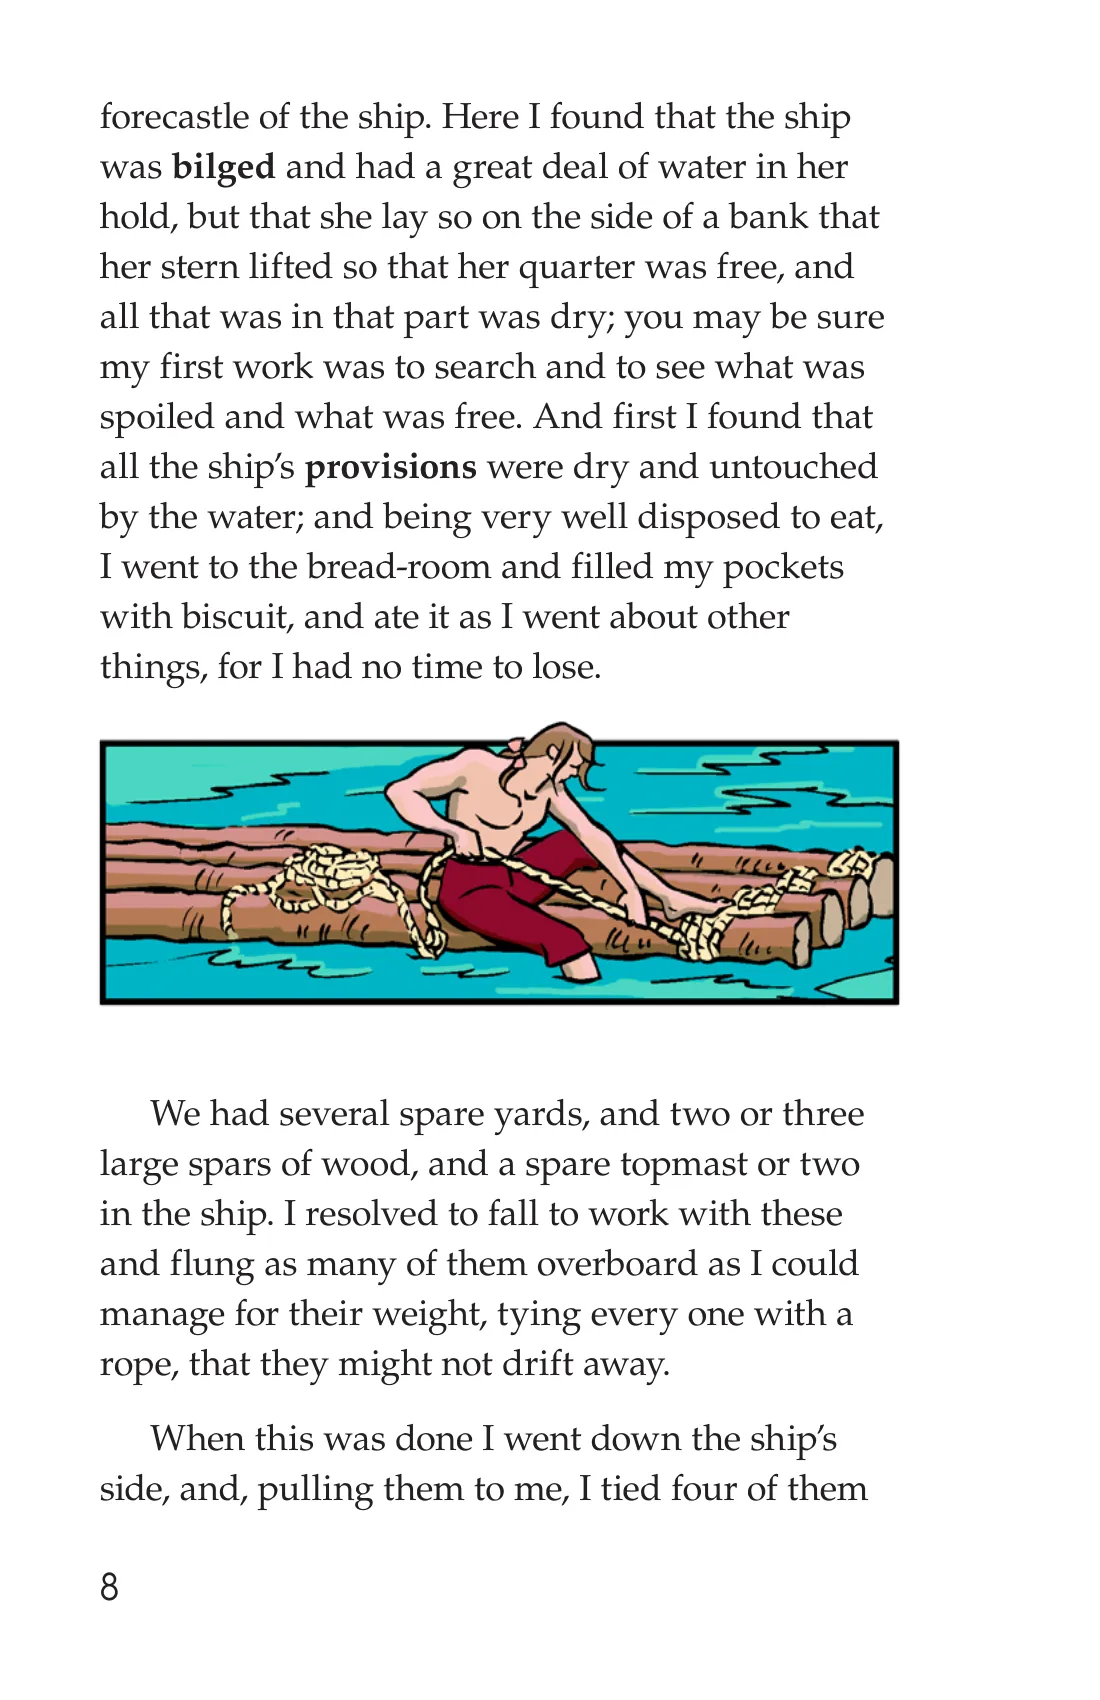 forecastle of the ship. Here I found that the ship
was bilged and had a great deal of water in her
hold, but that she lay so on the side of a bank that
her stern lifted so that her quarter was free, and
all that was in that part was dry; you may be sure
my first work was to search and to see what was
spoiled and what was free. And first I found that
all the ship’s provisions were dry and untouched
by the water; and being very well disposed to eat,
I went to the bread-room and filled my pockets
with biscuit, and ate it as I went about other
things, for I had no time to lose.
We had several spare yards, and two or three
large spars of wood, and a spare topmast or two
in the ship. I resolved to fall to work with these
and flung as many of them overboard as I could
manage for their weight, tying every one with a
rope, that they might not drift away.
When this was done I went down the ship’s
side, and, pulling them to me, I tied four of them
8